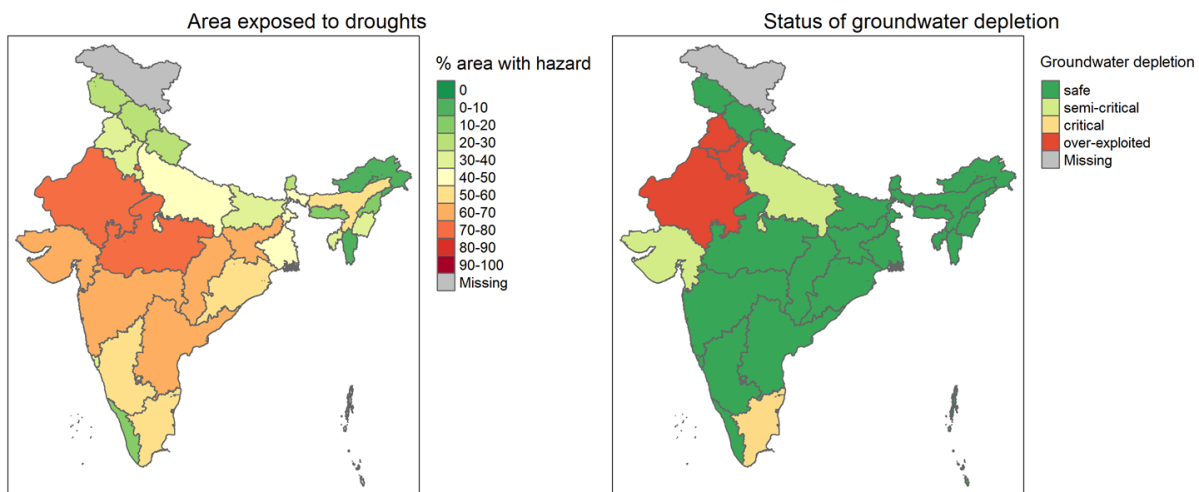 Area exposed to droughts
% area with hazard
0
0-10
10-20
20-30
30-40
40-50
50-60
60-70
70-80
80-90
90-100
Missing
Status of groundwater depletion
Groundwater depletion
safe
semi-critical
critical
over-exploited
Missing